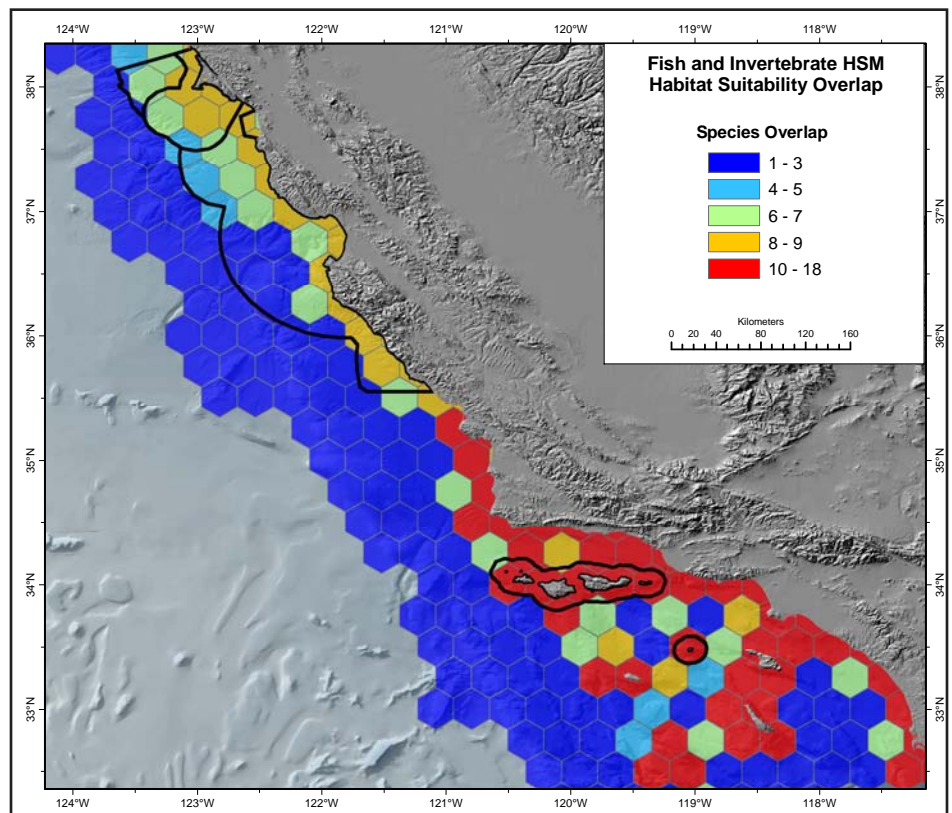 124°W 123°W 122°W 121°W 120°W 119°W 118°W
38°N
37°N
36°N
35°N
34°N
33°N
38°N
37°N
36°N
35°N
34°N
33°N
Fish and Invertebrate HSM
Habitat Suitability Overlap
Species Overlap
1 - 3
4 - 5
6 - 7
8 - 9
10 - 18
Kilometers
0 20 40 80 120 160
124°W 123°W 122°W 121°W 120°W 119°W 118°W